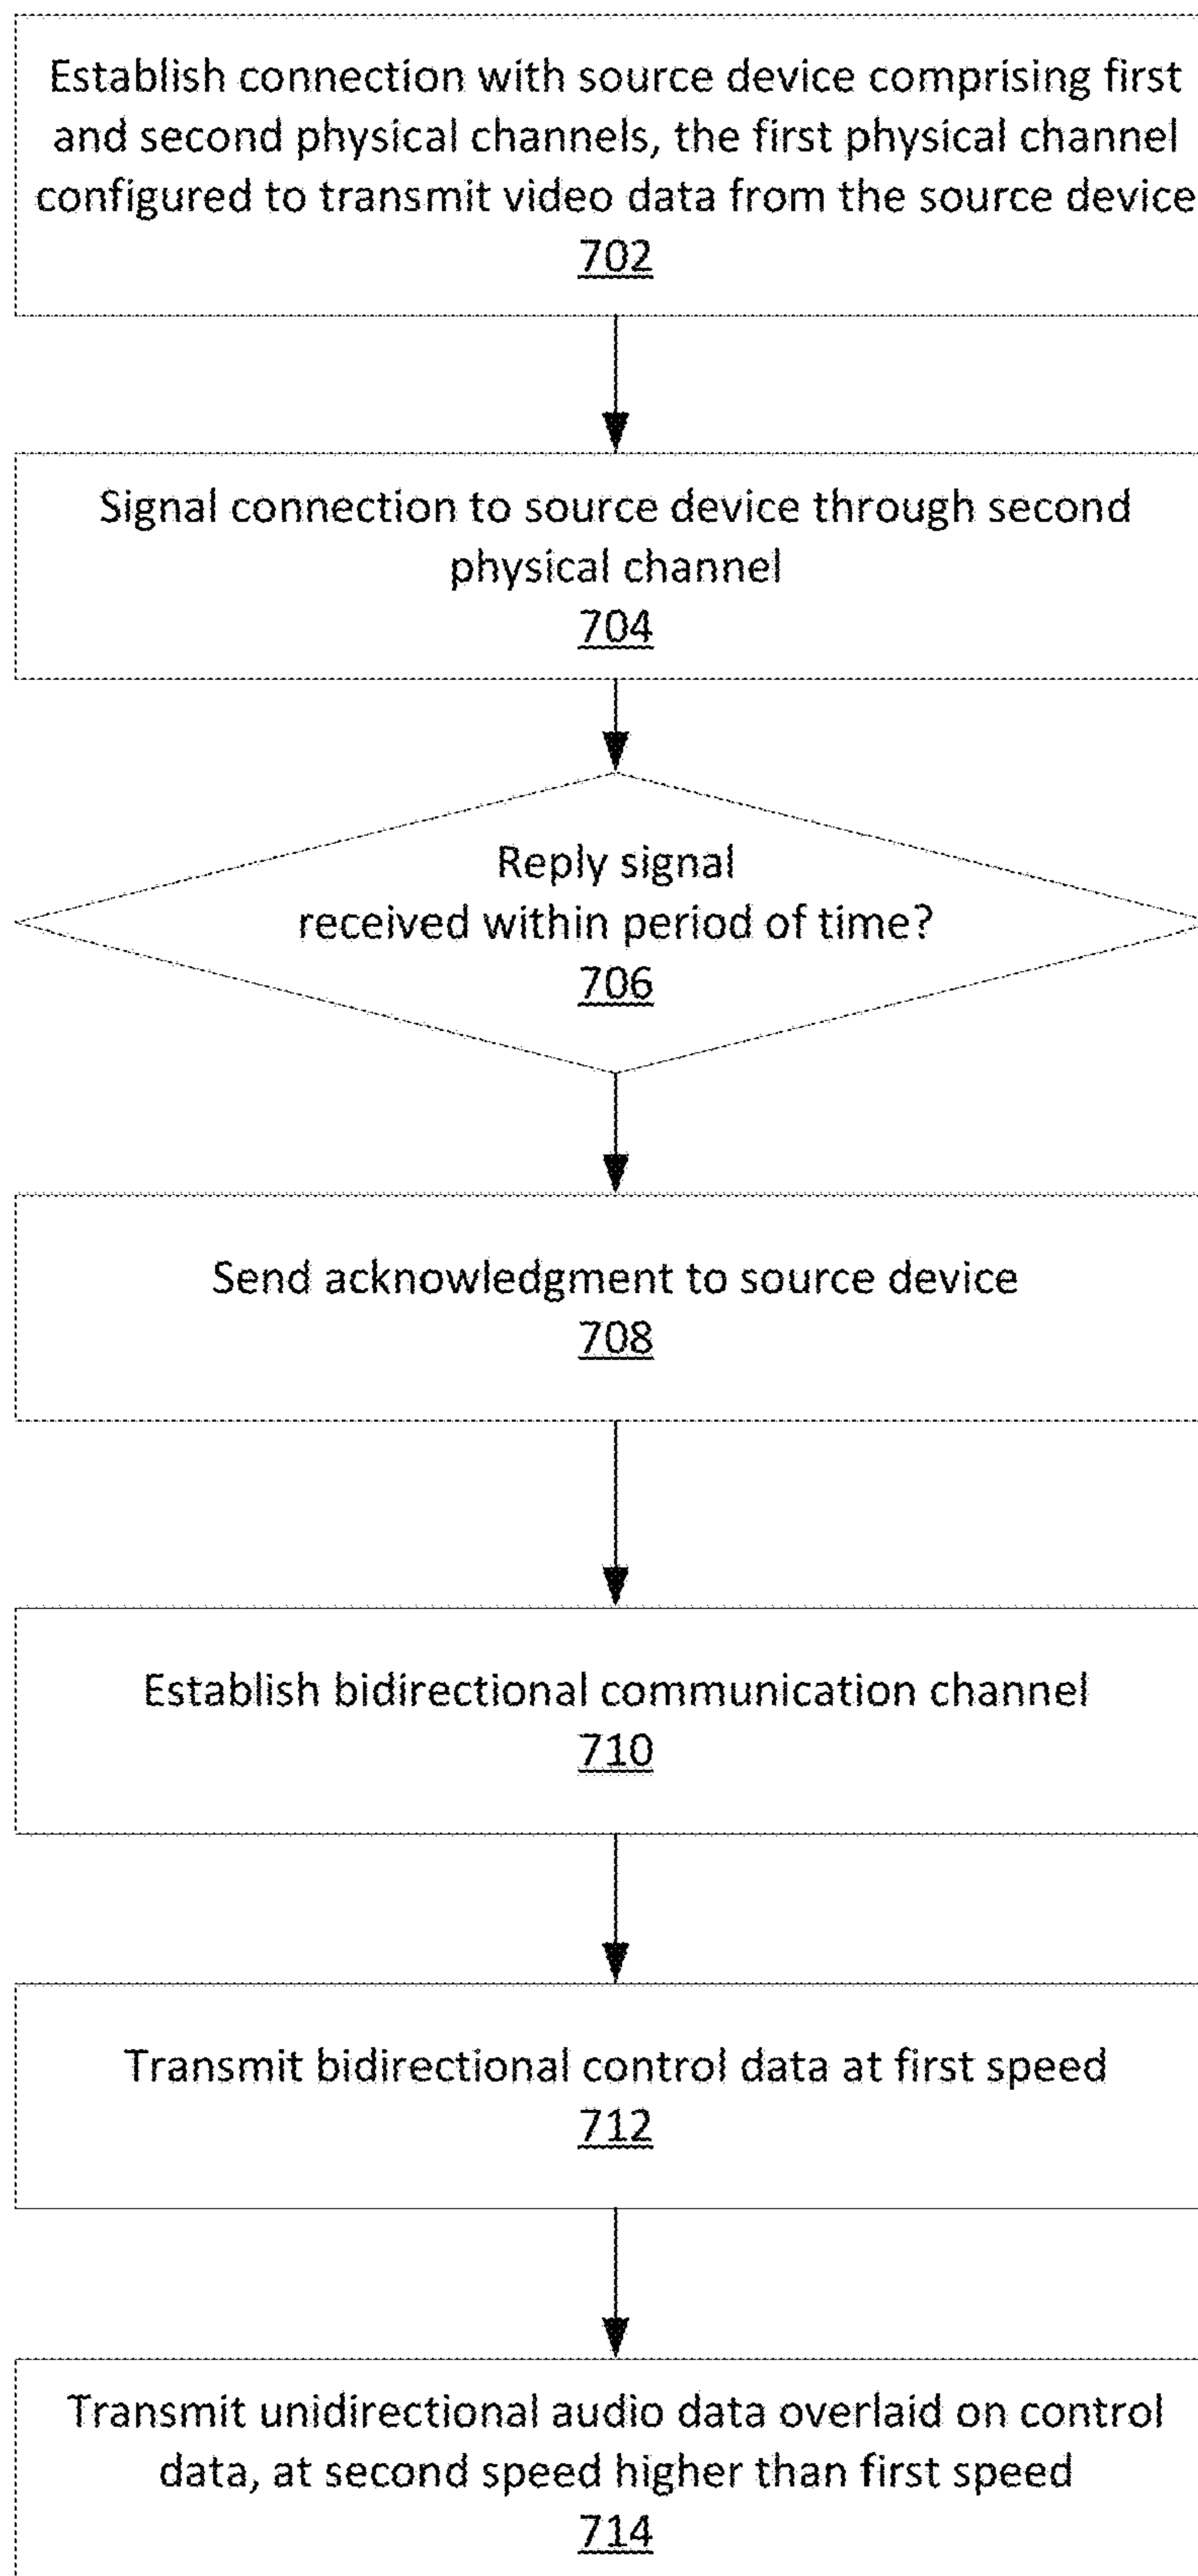 Establish connection with source device comprising first
and second physical channels, the first physical channel
configured to transmit video data from the source device
702
Signal connection to source device through second
physical channel
704
Reply signal
received within period of time?
706
Send acknowledgment to source device
708
Establish bidirectional communication channel
710
Transmit bidirectional control data at first speed
712
Transmit unidirectional audio data overlaid on control
data, at second speed higher than first speed
714